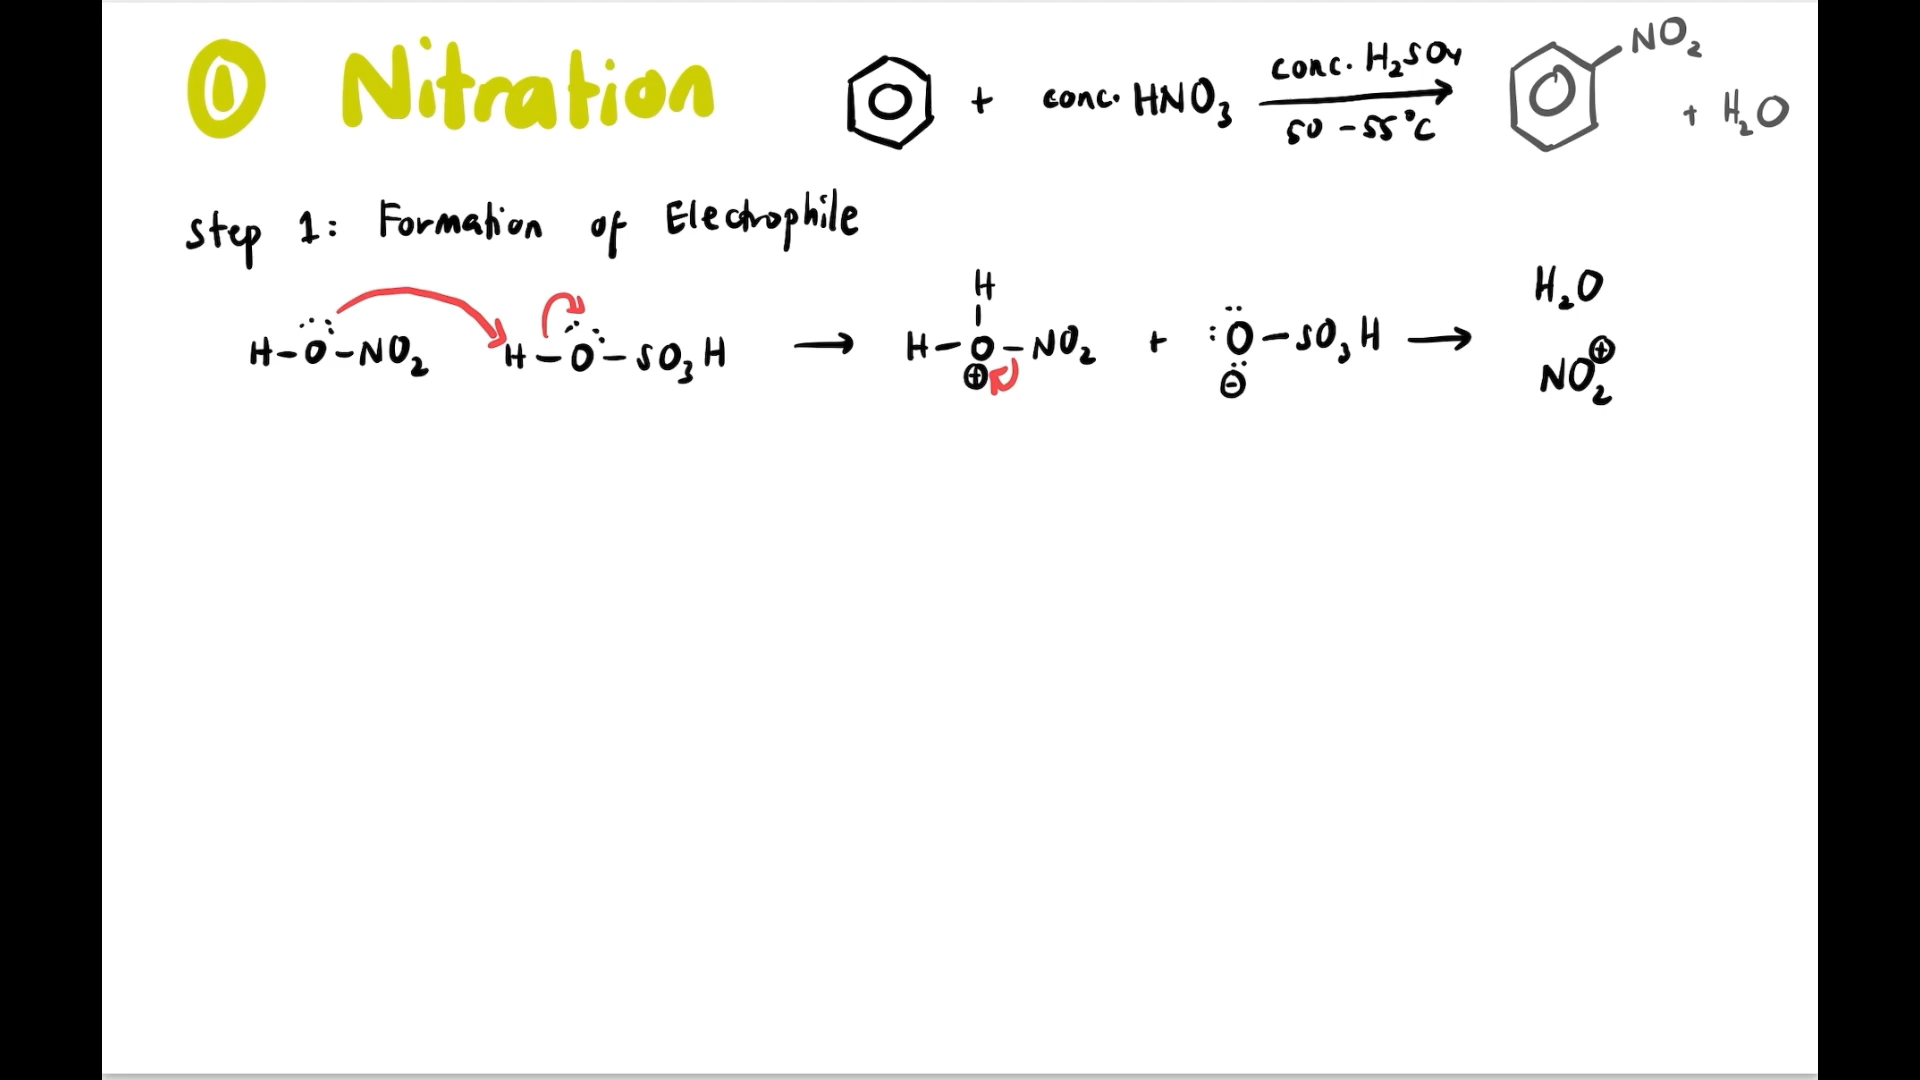 ① Nitration
⌬ + conc. HNO₃ conc. H₂SO₄ → 50 - 55°C NO₂ + H₂O
Step 1: Formation of Electrophile
H-Ö-NO₂ H-Ö-SO₃H → H-O-NO₂ H ⊕ + :Ö-SO₃H ⊖ → H₂O NO₂⊕